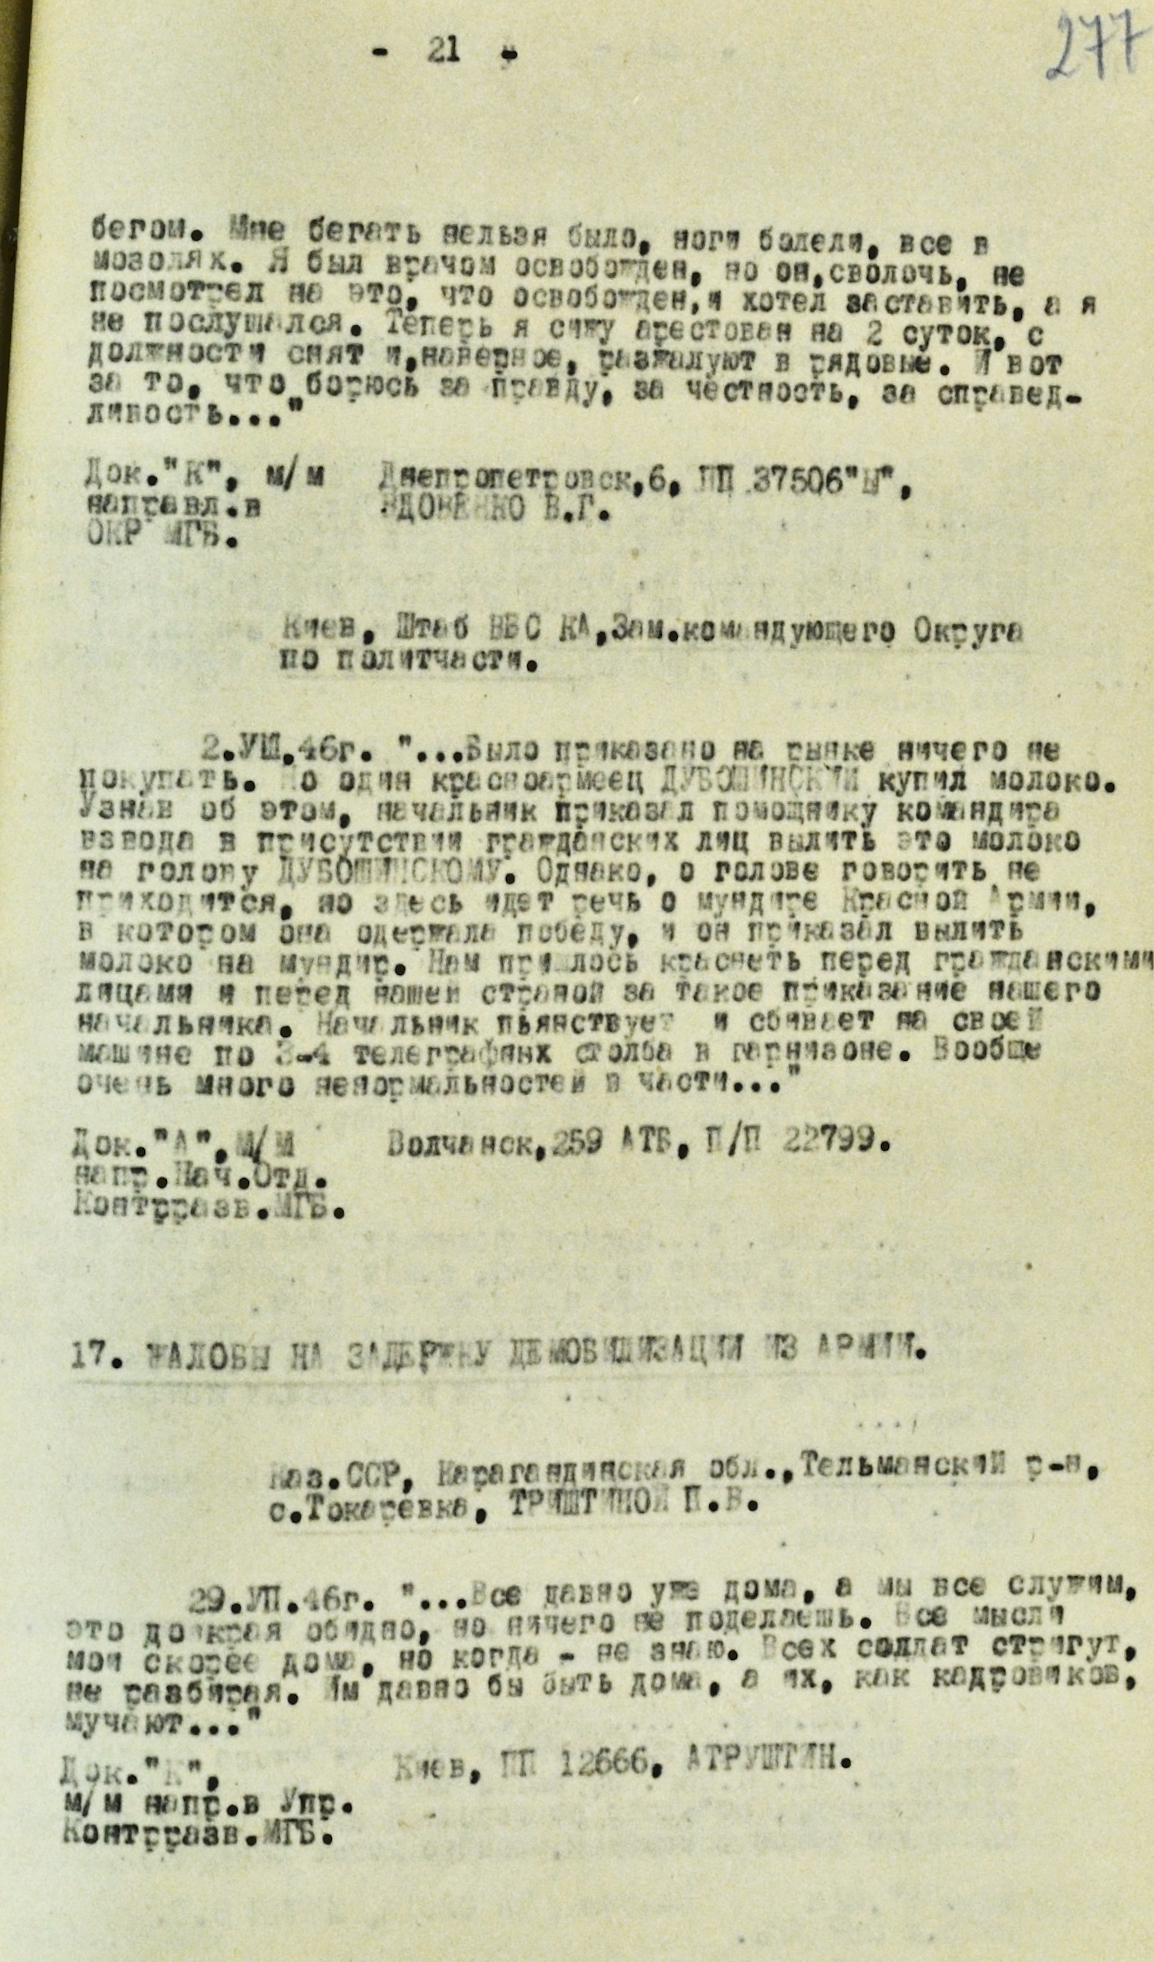 - 21 -
277
бегом. Мне бегать нельзя было, ноги болели, все в
мозолях. Я был врачом освобожден, но он,сволочь, не
посмотрел на это, что освобожден,и хотел заставить, а я
не послушался. Теперь я сижу арестован на 2 суток, с
должности снят и,наверное, разжалуют в рядовые. И вот
за то, что борюсь за правду, за честность, за справед-
ливость..."
Док."К", м/м Днепропетровск,6, ПП 37506"Ы",
направл.в ВДОВЕНКО В.Г.
ОКР МГБ.
Киев, Штаб ВВС КА,Зам.командующего Округа
по политчасти.
2.УШ.46г. "...Было приказано на рынке ничего не
покупать. Но один красноармеец ДУБОШИНСКИЙ купил молоко.
Узнав об этом, начальник приказал помощнику командира
взвода в присутствии гражданских лиц вылить это молоко
на голову ДУБОШИНСКОМУ. Однако, о голове говорить не
приходится, но здесь идет речь о мундире Красной Армии,
в котором она одержала победу, и он приказал вылить
молоко на мундир. Нам пришлось краснеть перед гражданскими
лицами и перед нашей страной за такое приказание нашего
начальника. Начальник пьянствует и сбивает на своей
машине по 3-4 телеграфных столба в гарнизоне. Вообще
очень много ненормальностей в части..."
Док."А",М/М Волчанск,259 АТБ, П/П 22799.
напр.Нач.Отд.
Контрразв.МГБ.
17. ЖАЛОБЫ НА ЗАДЕРЖКУ ДЕМОБИЛИЗАЦИИ ИЗ АРМИИ.
Каз.ССР, Карагандинская обл.,Тельманский р-н,
с.Токаревка, ТРИШТИНОЙ П.В.
29.УП.46г. "...Все давно уже дома, а мы все служим,
это до края обидно, но ничего не поделаешь. Все мысли
мои скорее дома, но когда - не знаю. Всех солдат стригут,
не разбирая. Им давно бы быть дома, а их, как кадровиков,
мучают..."
Док."К", Киев, ПП 12666, АТРУШТИН.
м/м напр.в Упр.
Контрразв.МГБ.